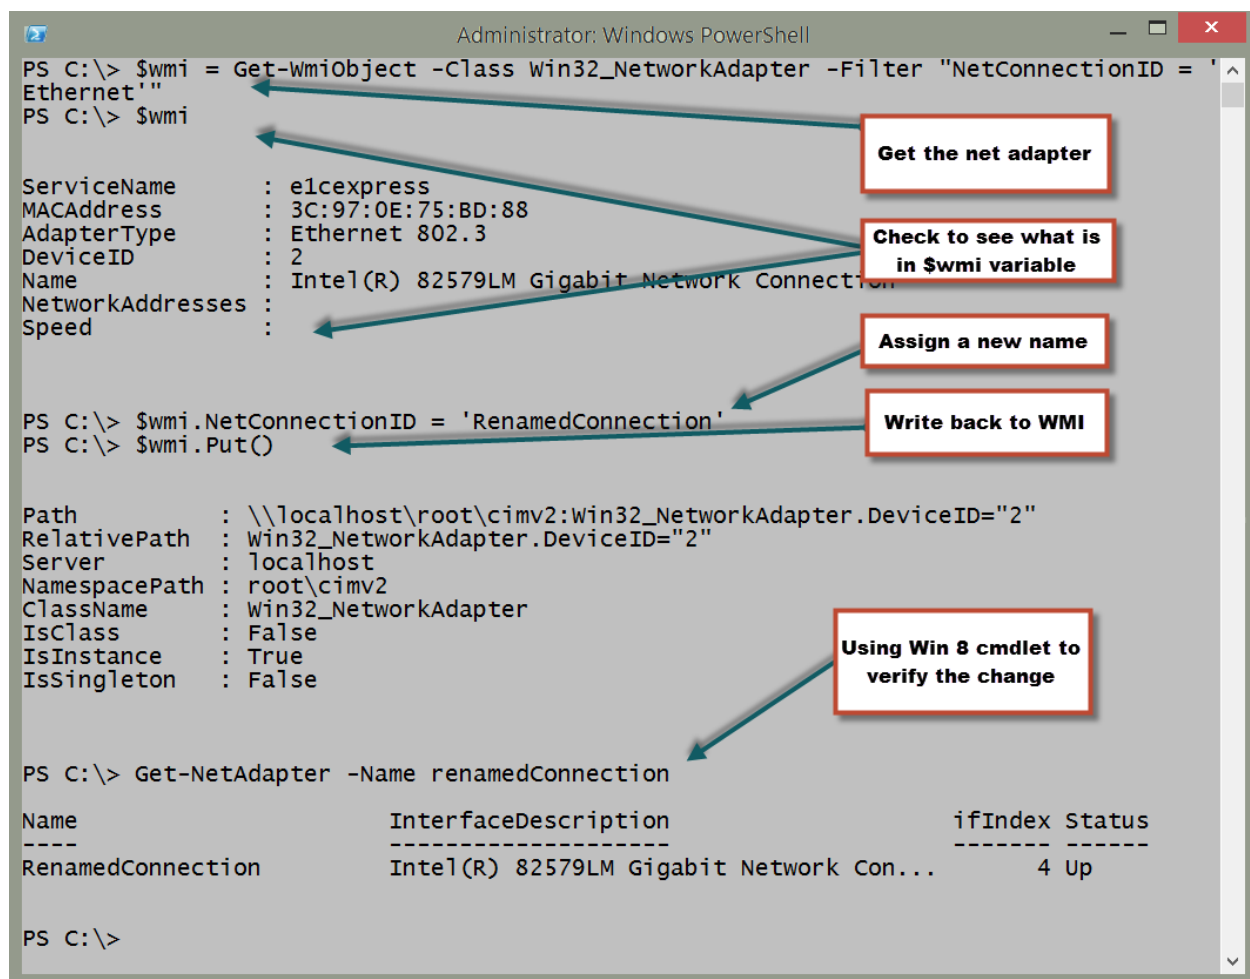 Administrator: Windows PowerShell
PS C:\> $wmi = Get-WmiObject -Class Win32_NetworkAdapter -Filter "NetConnectionID = '
Ethernet'"
PS C:\> $wmi
Get the net adapter
ServiceName : e1cexpress
MACAddress : 3C:97:0E:75:BD:88
AdapterType : Ethernet 802.3
DeviceID : 2
Name : Intel(R) 82579LM Gigabit Network Connection
NetworkAddresses :
Speed :
Check to see what is
in $wmi variable
Assign a new name
PS C:\> $wmi.NetConnectionID = 'RenamedConnection'
PS C:\> $wmi.Put()
Write back to WMI
Path : \\localhost\root\cimv2:Win32_NetworkAdapter.DeviceID="2"
RelativePath : Win32_NetworkAdapter.DeviceID="2"
Server : localhost
NamespacePath : root\cimv2
ClassName : Win32_NetworkAdapter
IsClass : False
IsInstance : True
IsSingleton : False
Using Win 8 cmdlet to
verify the change
PS C:\> Get-NetAdapter -Name renamedConnection
Name InterfaceDescription ifIndex Status
---- -------------------- ------- ------
RenamedConnection Intel(R) 82579LM Gigabit Network Con... 4 Up
PS C:\>